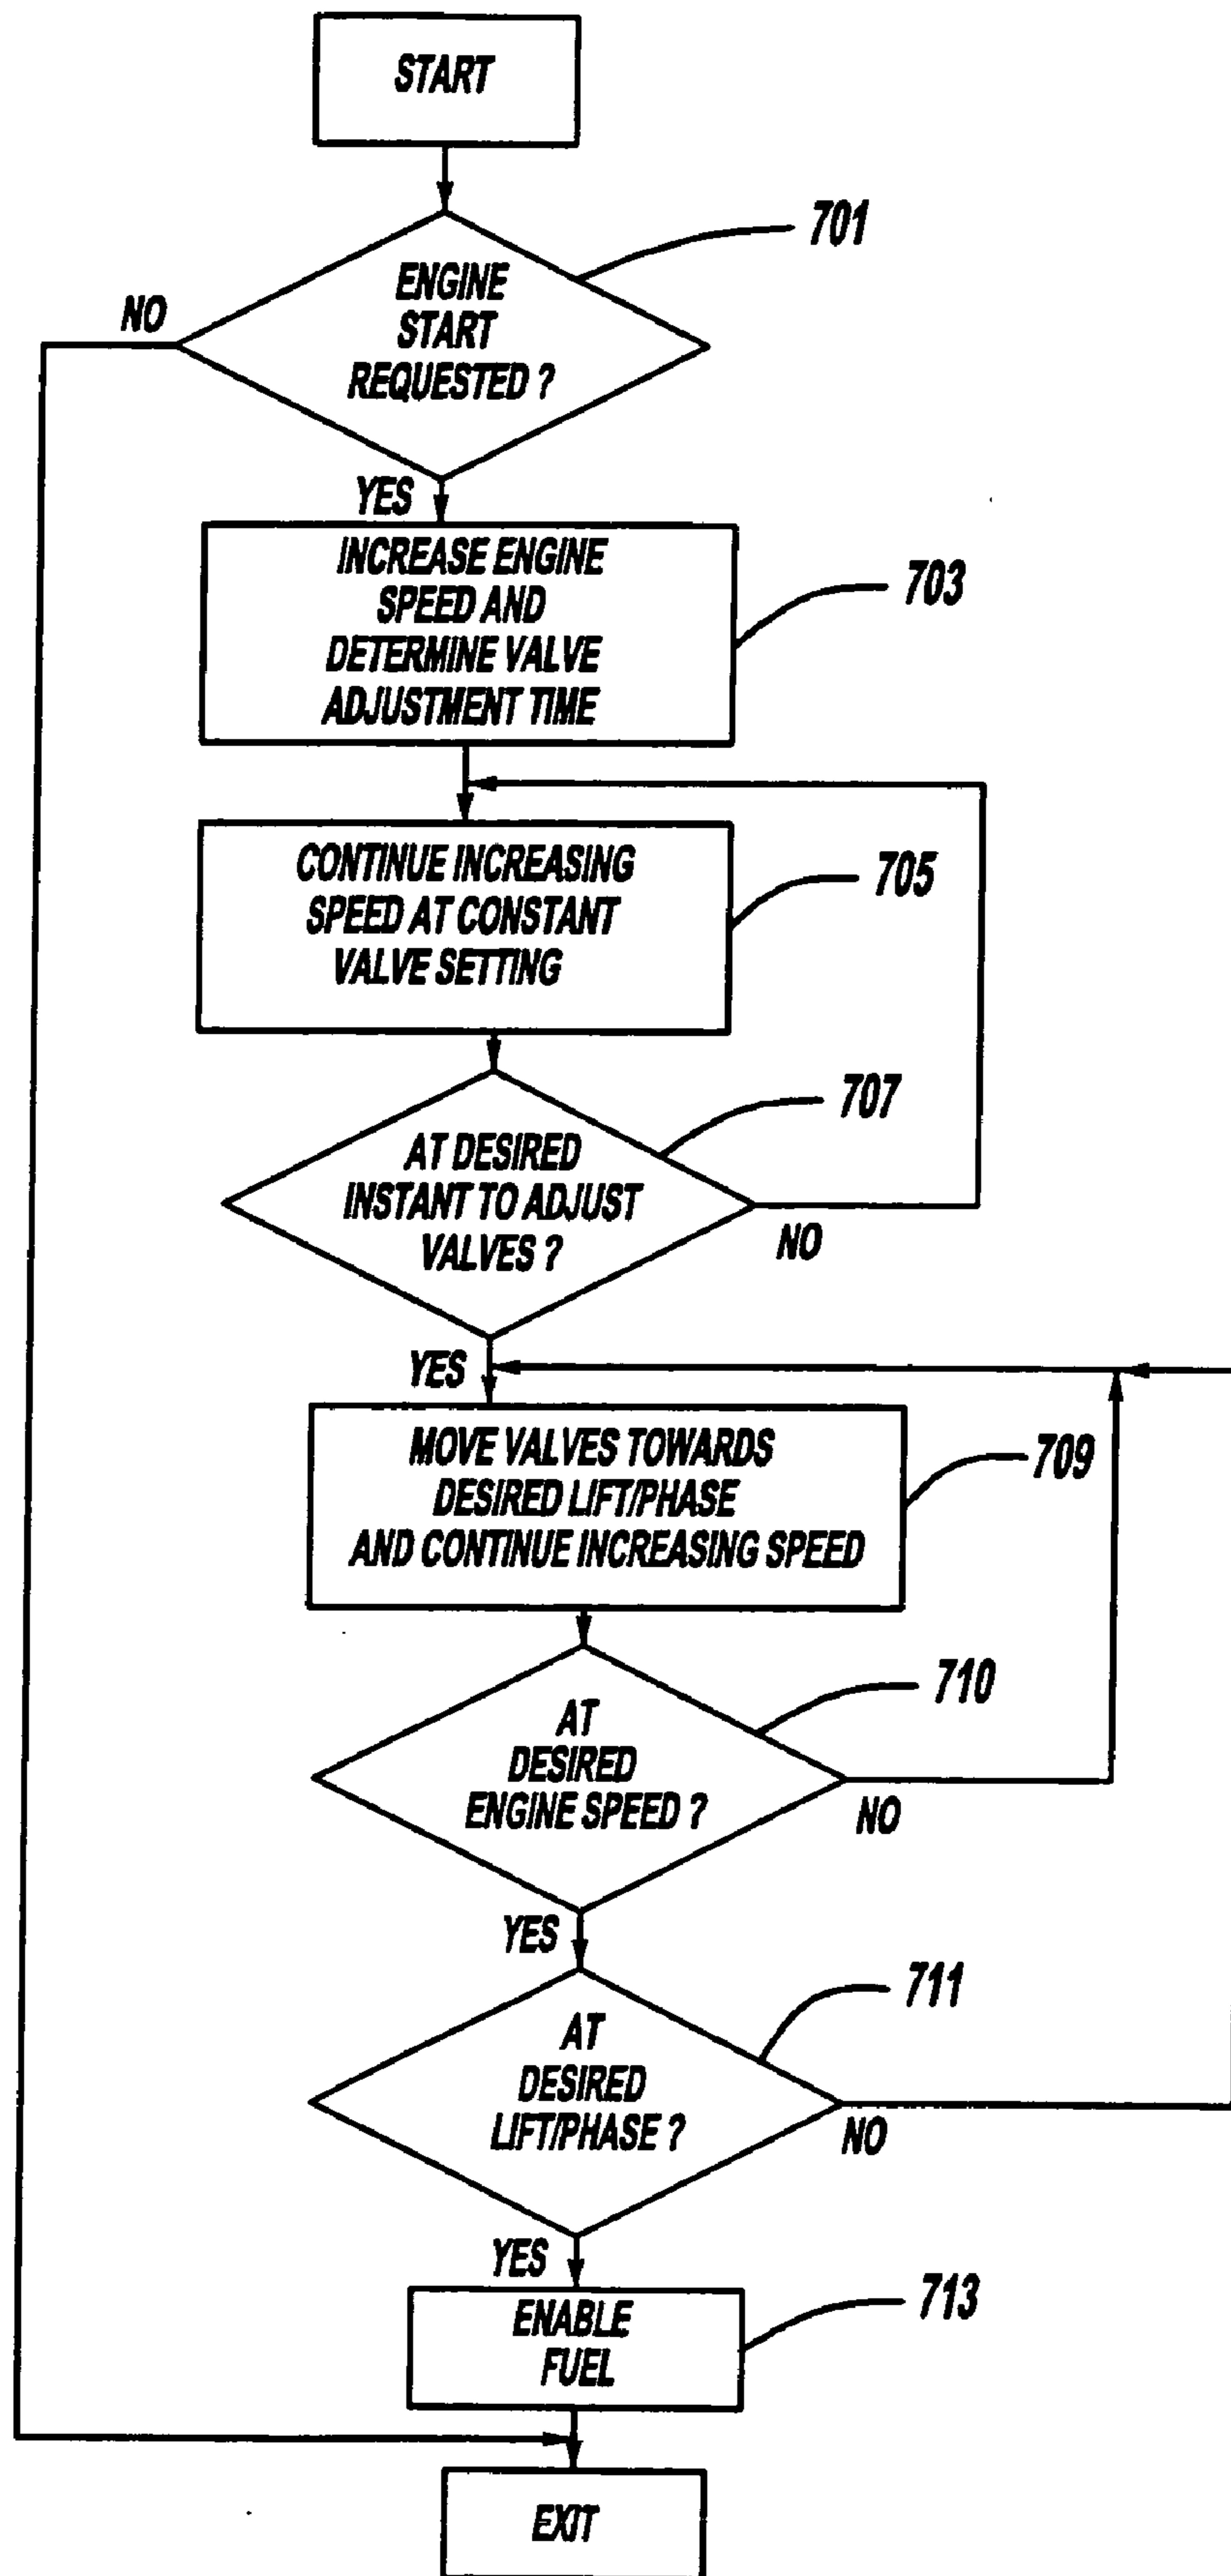 START
701
ENGINE
START
REQUESTED ?
NO
YES
INCREASE ENGINE
SPEED AND
DETERMINE VALVE
ADJUSTMENT TIME
703
CONTINUE INCREASING
SPEED AT CONSTANT
VALVE SETTING
705
707
AT DESIRED
INSTANT TO ADJUST
VALVES ?
NO
YES
MOVE VALVES TOWARDS
DESIRED LIFT/PHASE
AND CONTINUE INCREASING SPEED
709
710
AT
DESIRED
ENGINE SPEED ?
NO
YES
711
AT
DESIRED
LIFT/PHASE ?
NO
YES
ENABLE
FUEL
713
EXIT